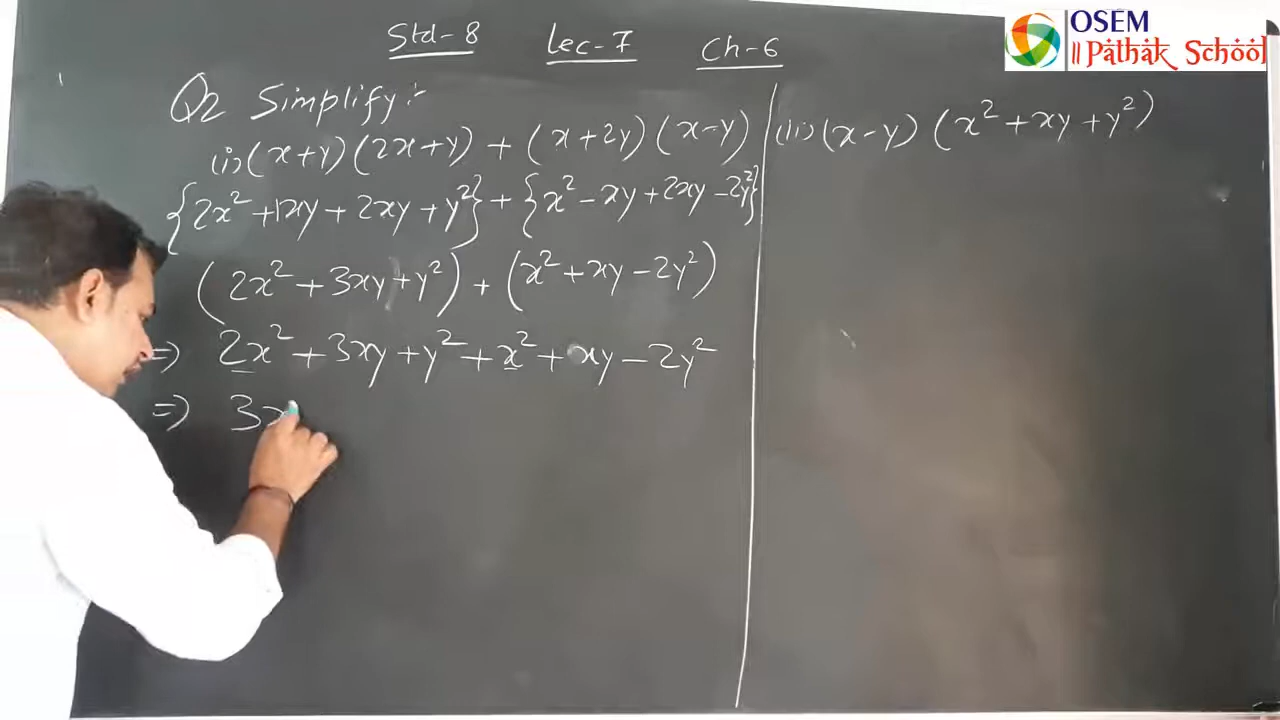 OSEM
Pathak School
Std-8 Lec-7 Ch-6
Q2 Simplify:-
(i) (x+y) (2x+y) + (x+2y) (x-y)
{2x² + 1xy + 2xy + y²} + {x² - xy + 2xy - 2y²}
(2x² + 3xy + y²) + (x² + xy - 2y²)
=> 2x² + 3xy + y² + x² + xy - 2y²
=> 3x
(ii) (x-y) (x² + xy + y²)